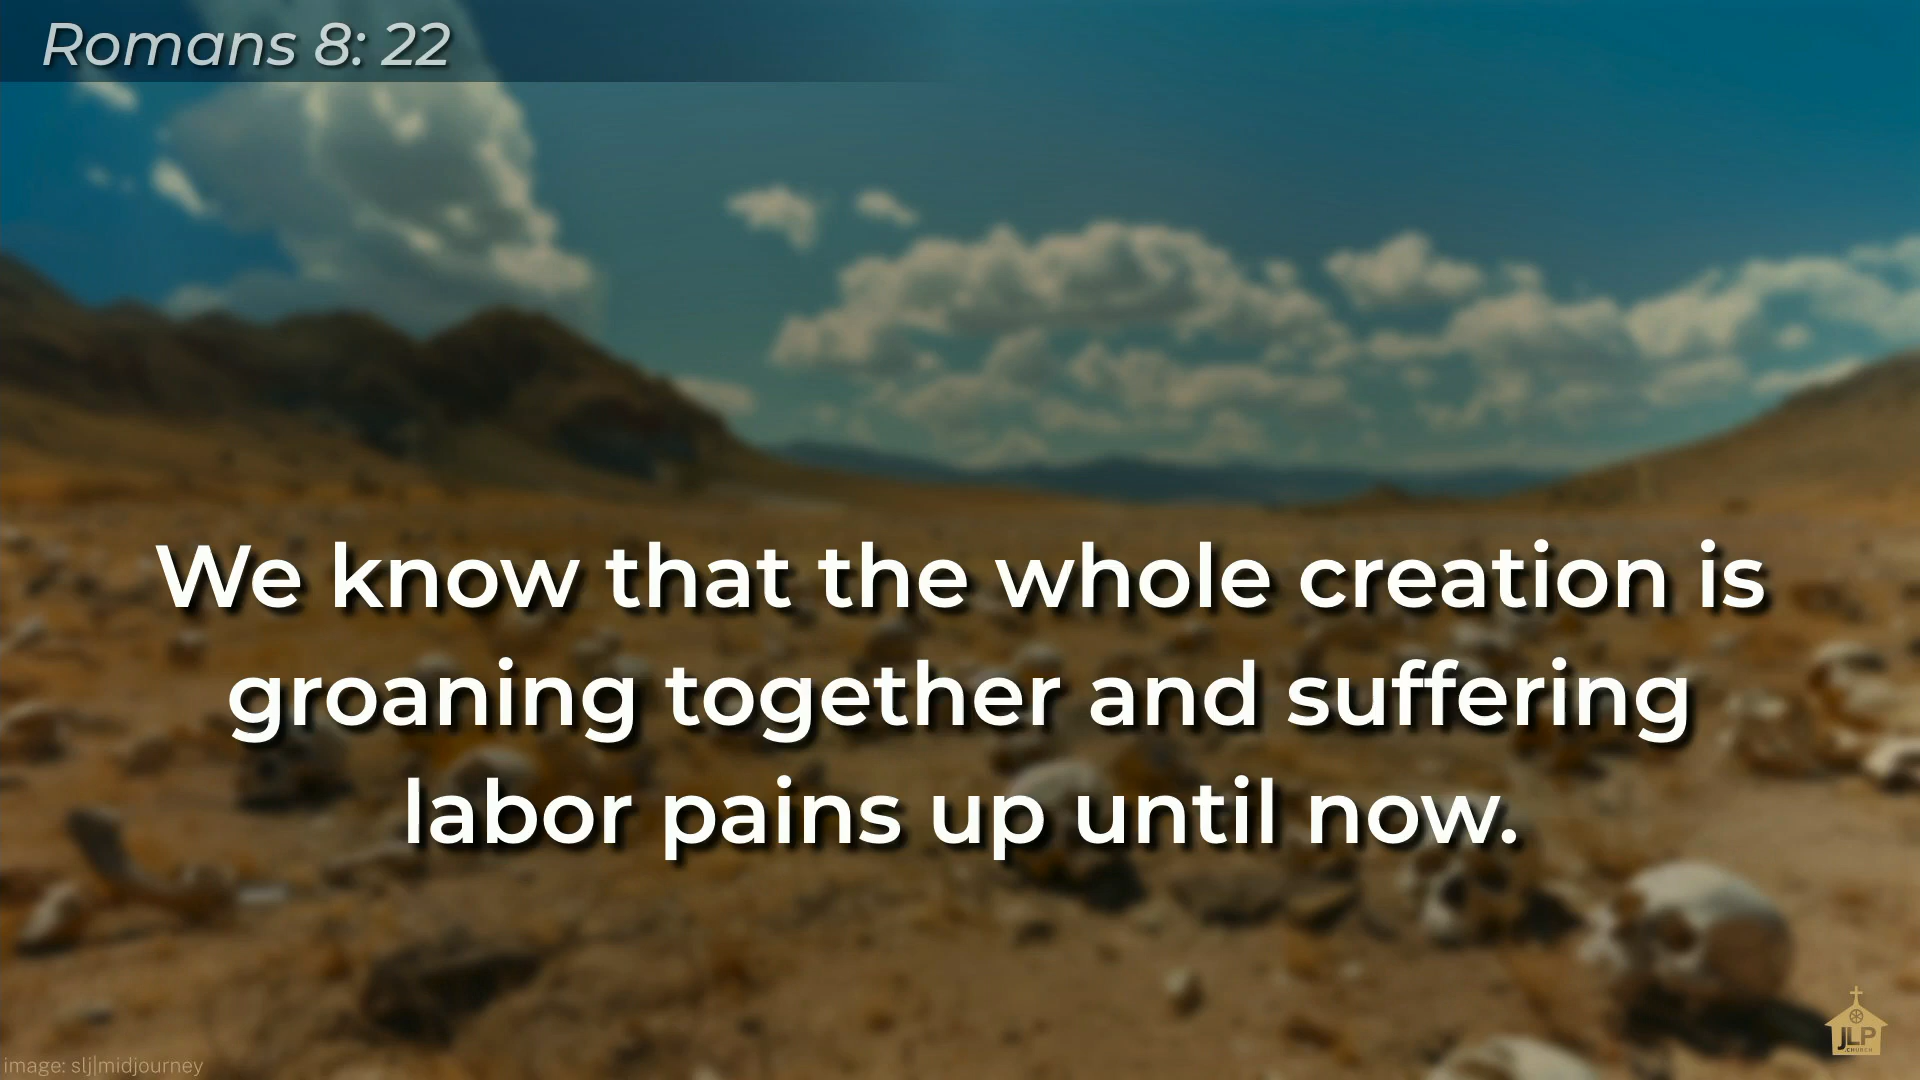 Romans 8: 22
We know that the whole creation is
groaning together and suffering
labor pains up until now.
image: slj|midjourney
JLP
CHURCH